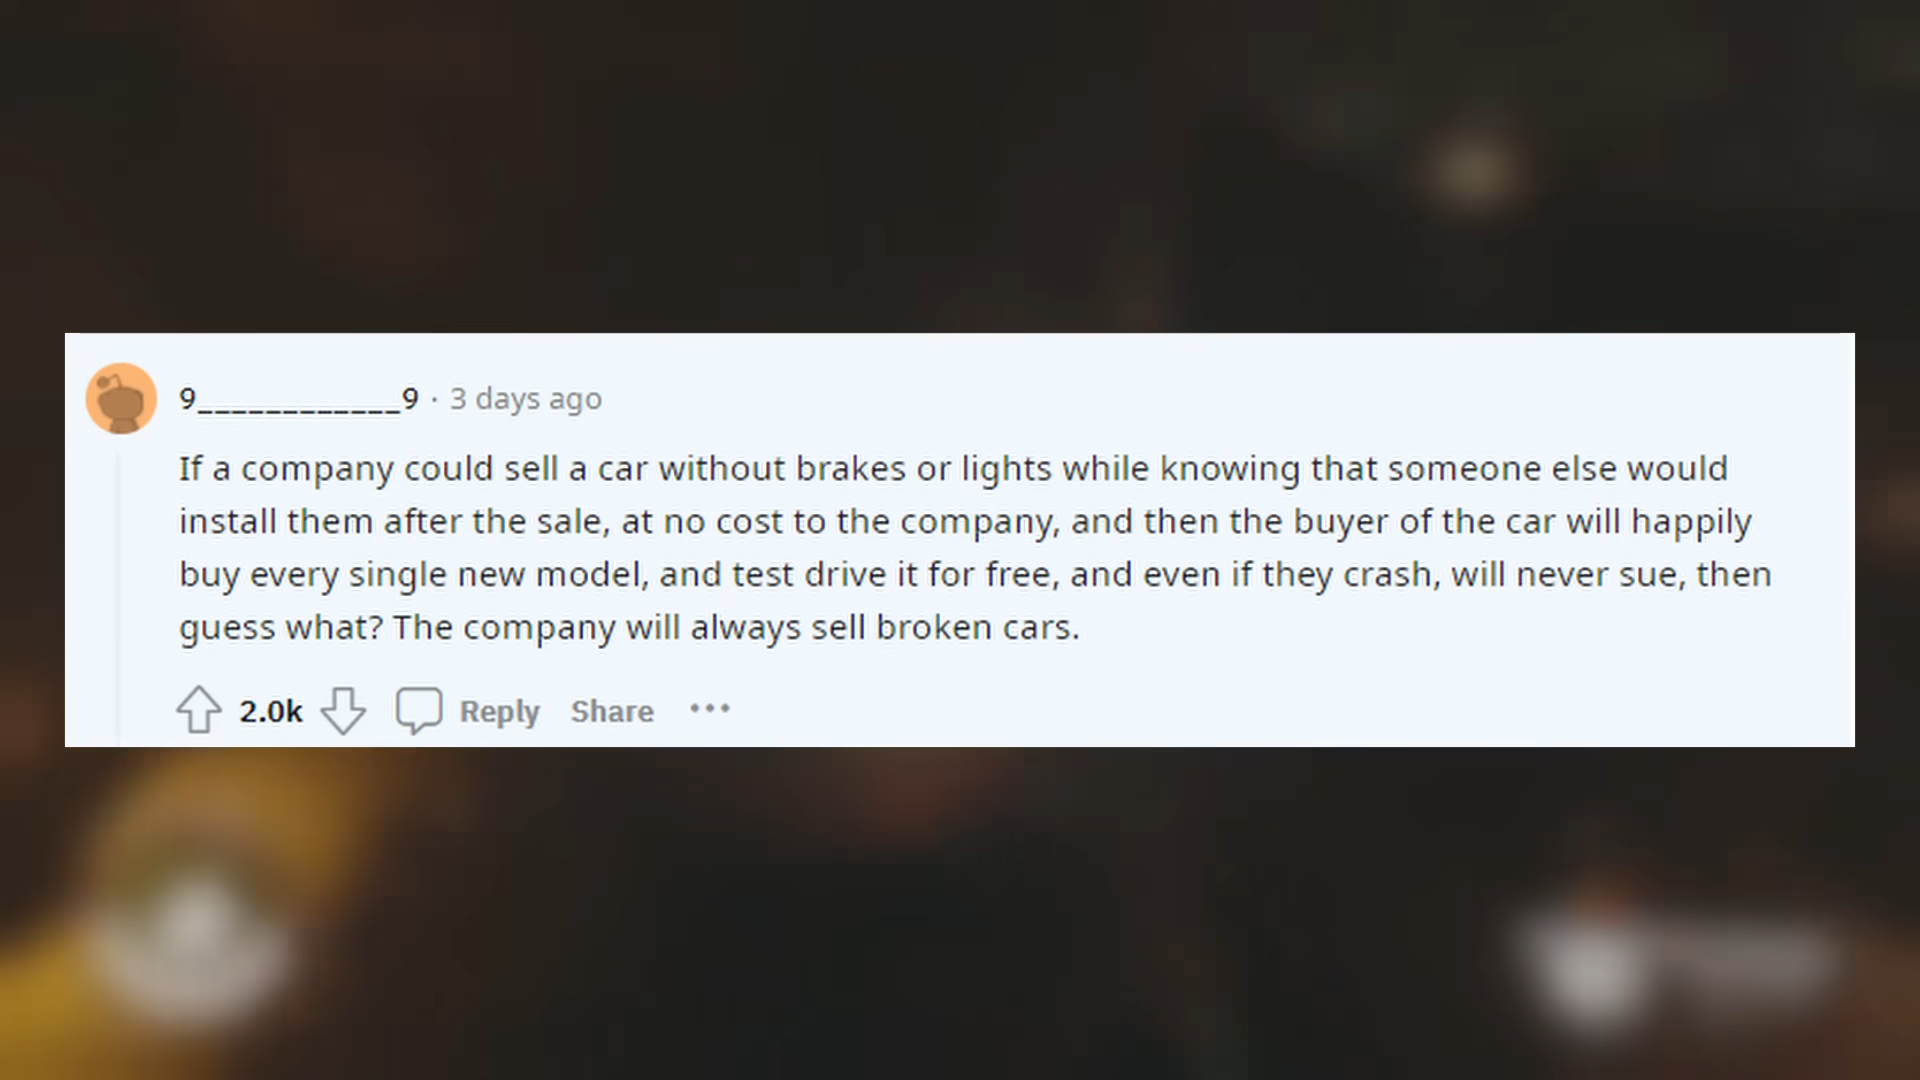 9____________9 · 3 days ago
If a company could sell a car without brakes or lights while knowing that someone else would
install them after the sale, at no cost to the company, and then the buyer of the car will happily
buy every single new model, and test drive it for free, and even if they crash, will never sue, then
guess what? The company will always sell broken cars.
2.0k Reply Share •••